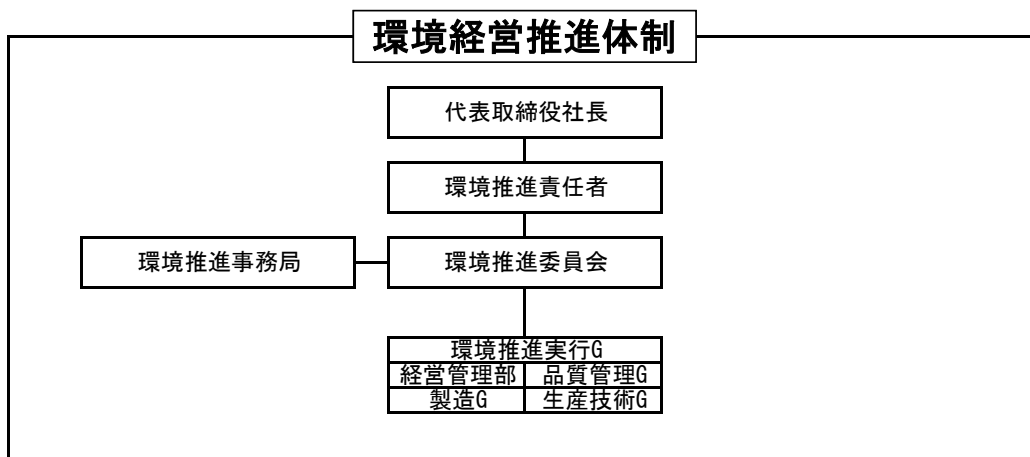 環境経営推進体制
代表取締役社長
環境推進責任者
環境推進事務局
環境推進委員会
環境推進実行G
経営管理部 品質管理G
製造G 生産技術G